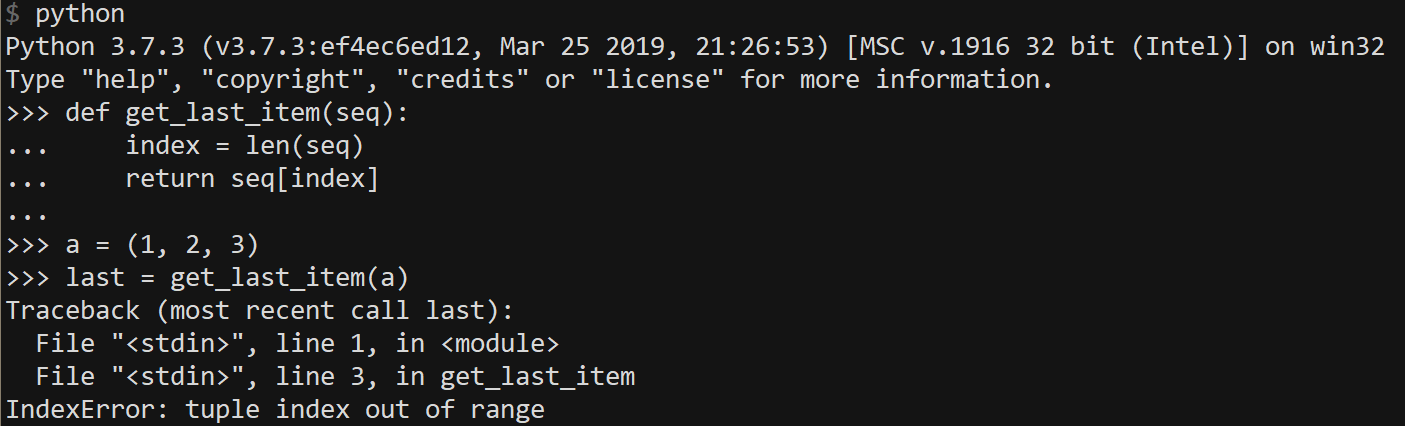 $ python
Python 3.7.3 (v3.7.3:ef4ec6ed12, Mar 25 2019, 21:26:53) [MSC v.1916 32 bit (Intel)] on win32
Type "help", "copyright", "credits" or "license" for more information.
>>> def get_last_item(seq):
...     index = len(seq)
...     return seq[index]
...
>>> a = (1, 2, 3)
>>> last = get_last_item(a)
Traceback (most recent call last):
  File "<stdin>", line 1, in <module>
  File "<stdin>", line 3, in get_last_item
IndexError: tuple index out of range